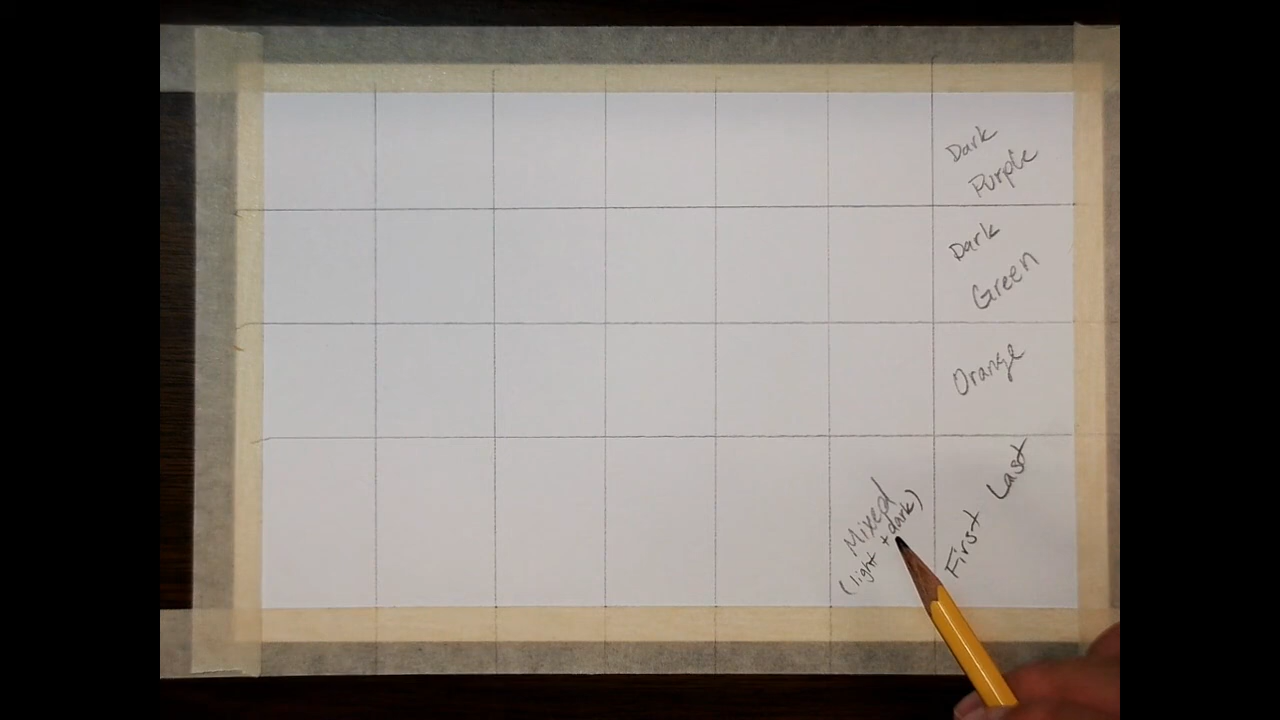 Dark
Purple
Dark
Green
Orange
Mixed
(light + dark)
First Last